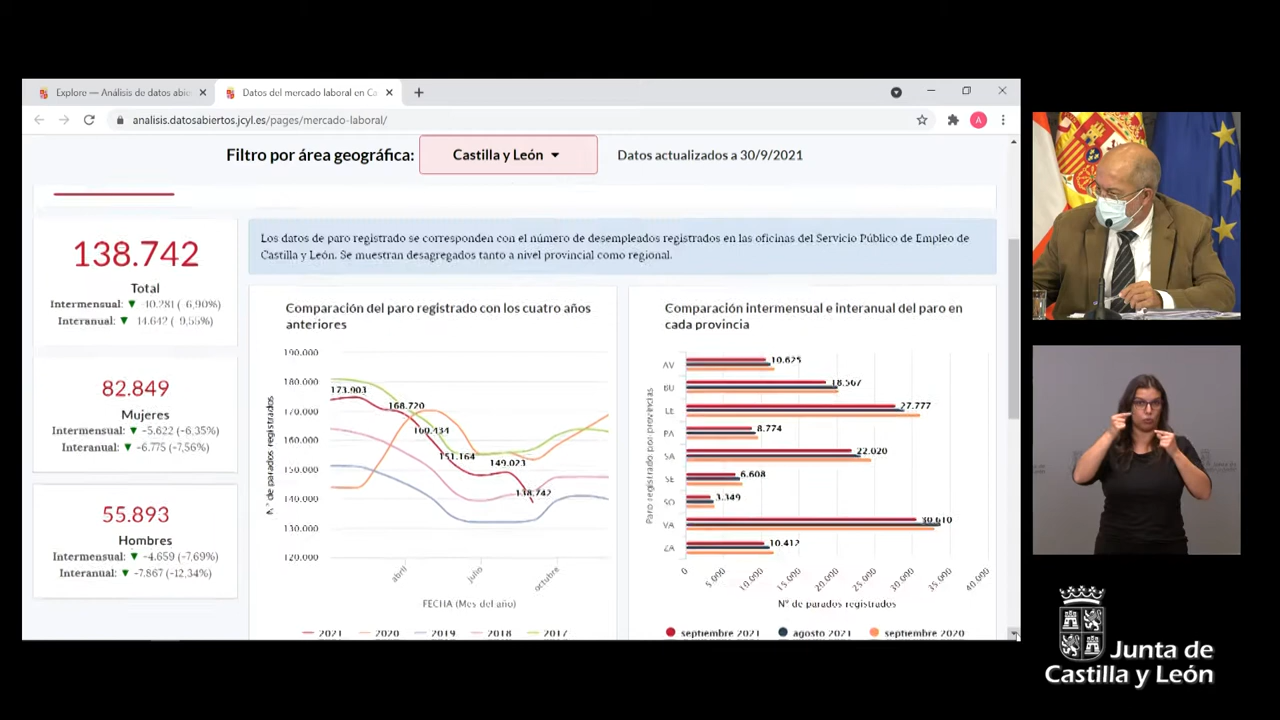 Explore — Análisis de datos abie
Datos del mercado laboral en Ca
analisis.datosabiertos.jcyl.es/pages/mercado-laboral/
A
Filtro por área geográfica:
Castilla y León
Datos actualizados a 30/9/2021
138.742
Total
Intermensual: -10.281 (-6,90%)
Interanual: -14.642 (-9,55%)
82.849
Mujeres
Intermensual: -5.622 (-6,35%)
Interanual: -6.775 (-7,56%)
55.893
Hombres
Intermensual: -4.659 (-7,69%)
Interanual: -7.867 (-12,34%)
Los datos de paro registrado se corresponden con el número de desempleados registrados en las oficinas del Servicio Público de Empleo de
Castilla y León. Se muestran desagregados tanto a nivel provincial como regional.
Comparación del paro registrado con los cuatro años
anteriores
Nº de parados registrados
190.000
180.000
170.000
160.000
150.000
140.000
130.000
120.000
173.903
168.720
160.434
151.164
149.023
138.742
abril
julio
octubre
FECHA (Mes del año)
2021
2020
2019
2018
2017
Comparación intermensual e interanual del paro en
cada provincia
Paro registrado por provincias
AV
10.625
BU
18.567
LE
27.777
PA
8.774
SA
22.020
SE
6.608
SO
3.349
VA
30.610
ZA
10.412
0
5.000
10.000
15.000
20.000
25.000
30.000
35.000
40.000
Nº de parados registrados
septiembre 2021
agosto 2021
septiembre 2020
Junta de
Castilla y León